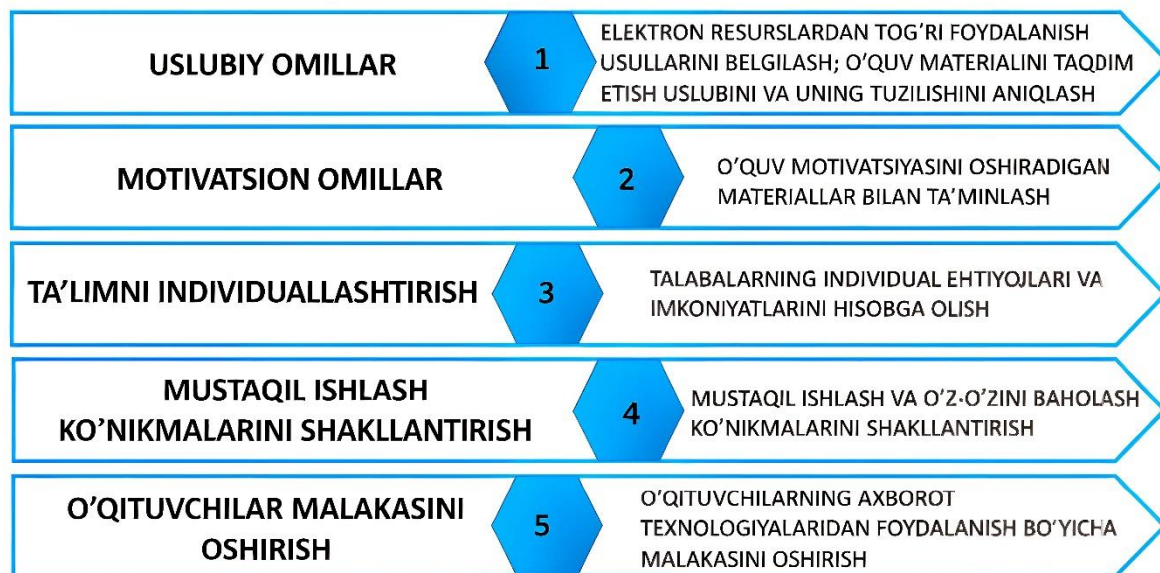 USLUBIY OMILLAR
1
ELEKTRON RESURSLARDAN TOG'RI FOYDALANISH
USULLARINI BELGILASH; O'QUV MATERIALINI TAQDIM
ETISH USLUBINI VA UNING TUZILISHINI ANIQLASH
MOTIVATSION OMILLAR
2
O'QUV MOTIVATSIYASINI OSHIRADIGAN
MATERIALLAR BILAN TA'MINLASH
TA'LIMNI INDIVIDUALLASHTIRISH
3
TALABALARNING INDIVIDUAL EHTIYOJLARI VA
IMKONIYATLARINI HISOBGA OLISH
MUSTAQIL ISHLASH
KO'NIKMALARINI SHAKLLANTIRISH
4
MUSTAQIL ISHLASH VA O'Z-O'ZINI BAHOLASH
KO'NIKMALARINI SHAKLLANTIRISH
O'QITUVCHILAR MALAKASINI
OSHIRISH
5
O'QITUVCHILARNING AXBOROT
TEXNOLOGIYALARIDAN FOYDALANISH BO'YICHA
MALAKASINI OSHIRISH